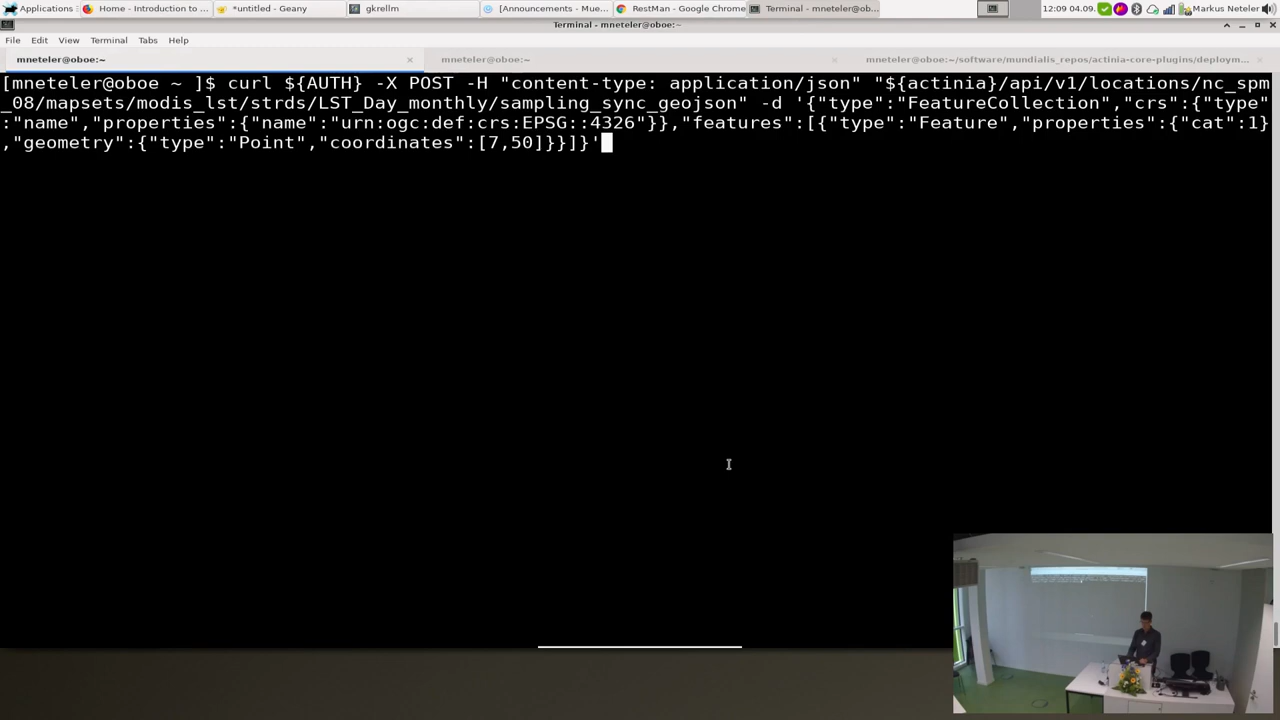 Applications
Home - Introduction to ...
*untitled - Geany
gkrellm
[Announcements - Mue...
RestMan - Google Chrome
Terminal - mneteler@ob...
12:09 04.09.
Markus Neteler
Terminal - mneteler@oboe:~
File Edit View Terminal Tabs Help
mneteler@oboe:~
mneteler@oboe:~
mneteler@oboe:~/software/mundialis_repos/actinia-core-plugins/deploym...
[mneteler@oboe ~ ]$ curl ${AUTH} -X POST -H "content-type: application/json" "${actinia}/api/v1/locations/nc_spm
_08/mapsets/modis_lst/strds/LST_Day_monthly/sampling_sync_geojson" -d '{"type":"FeatureCollection","crs":{"type"
:"name","properties":{"name":"urn:ogc:def:crs:EPSG::4326"}},"features":[{"type":"Feature","properties":{"cat":1}
,"geometry":{"type":"Point","coordinates":[7,50]}}]}'